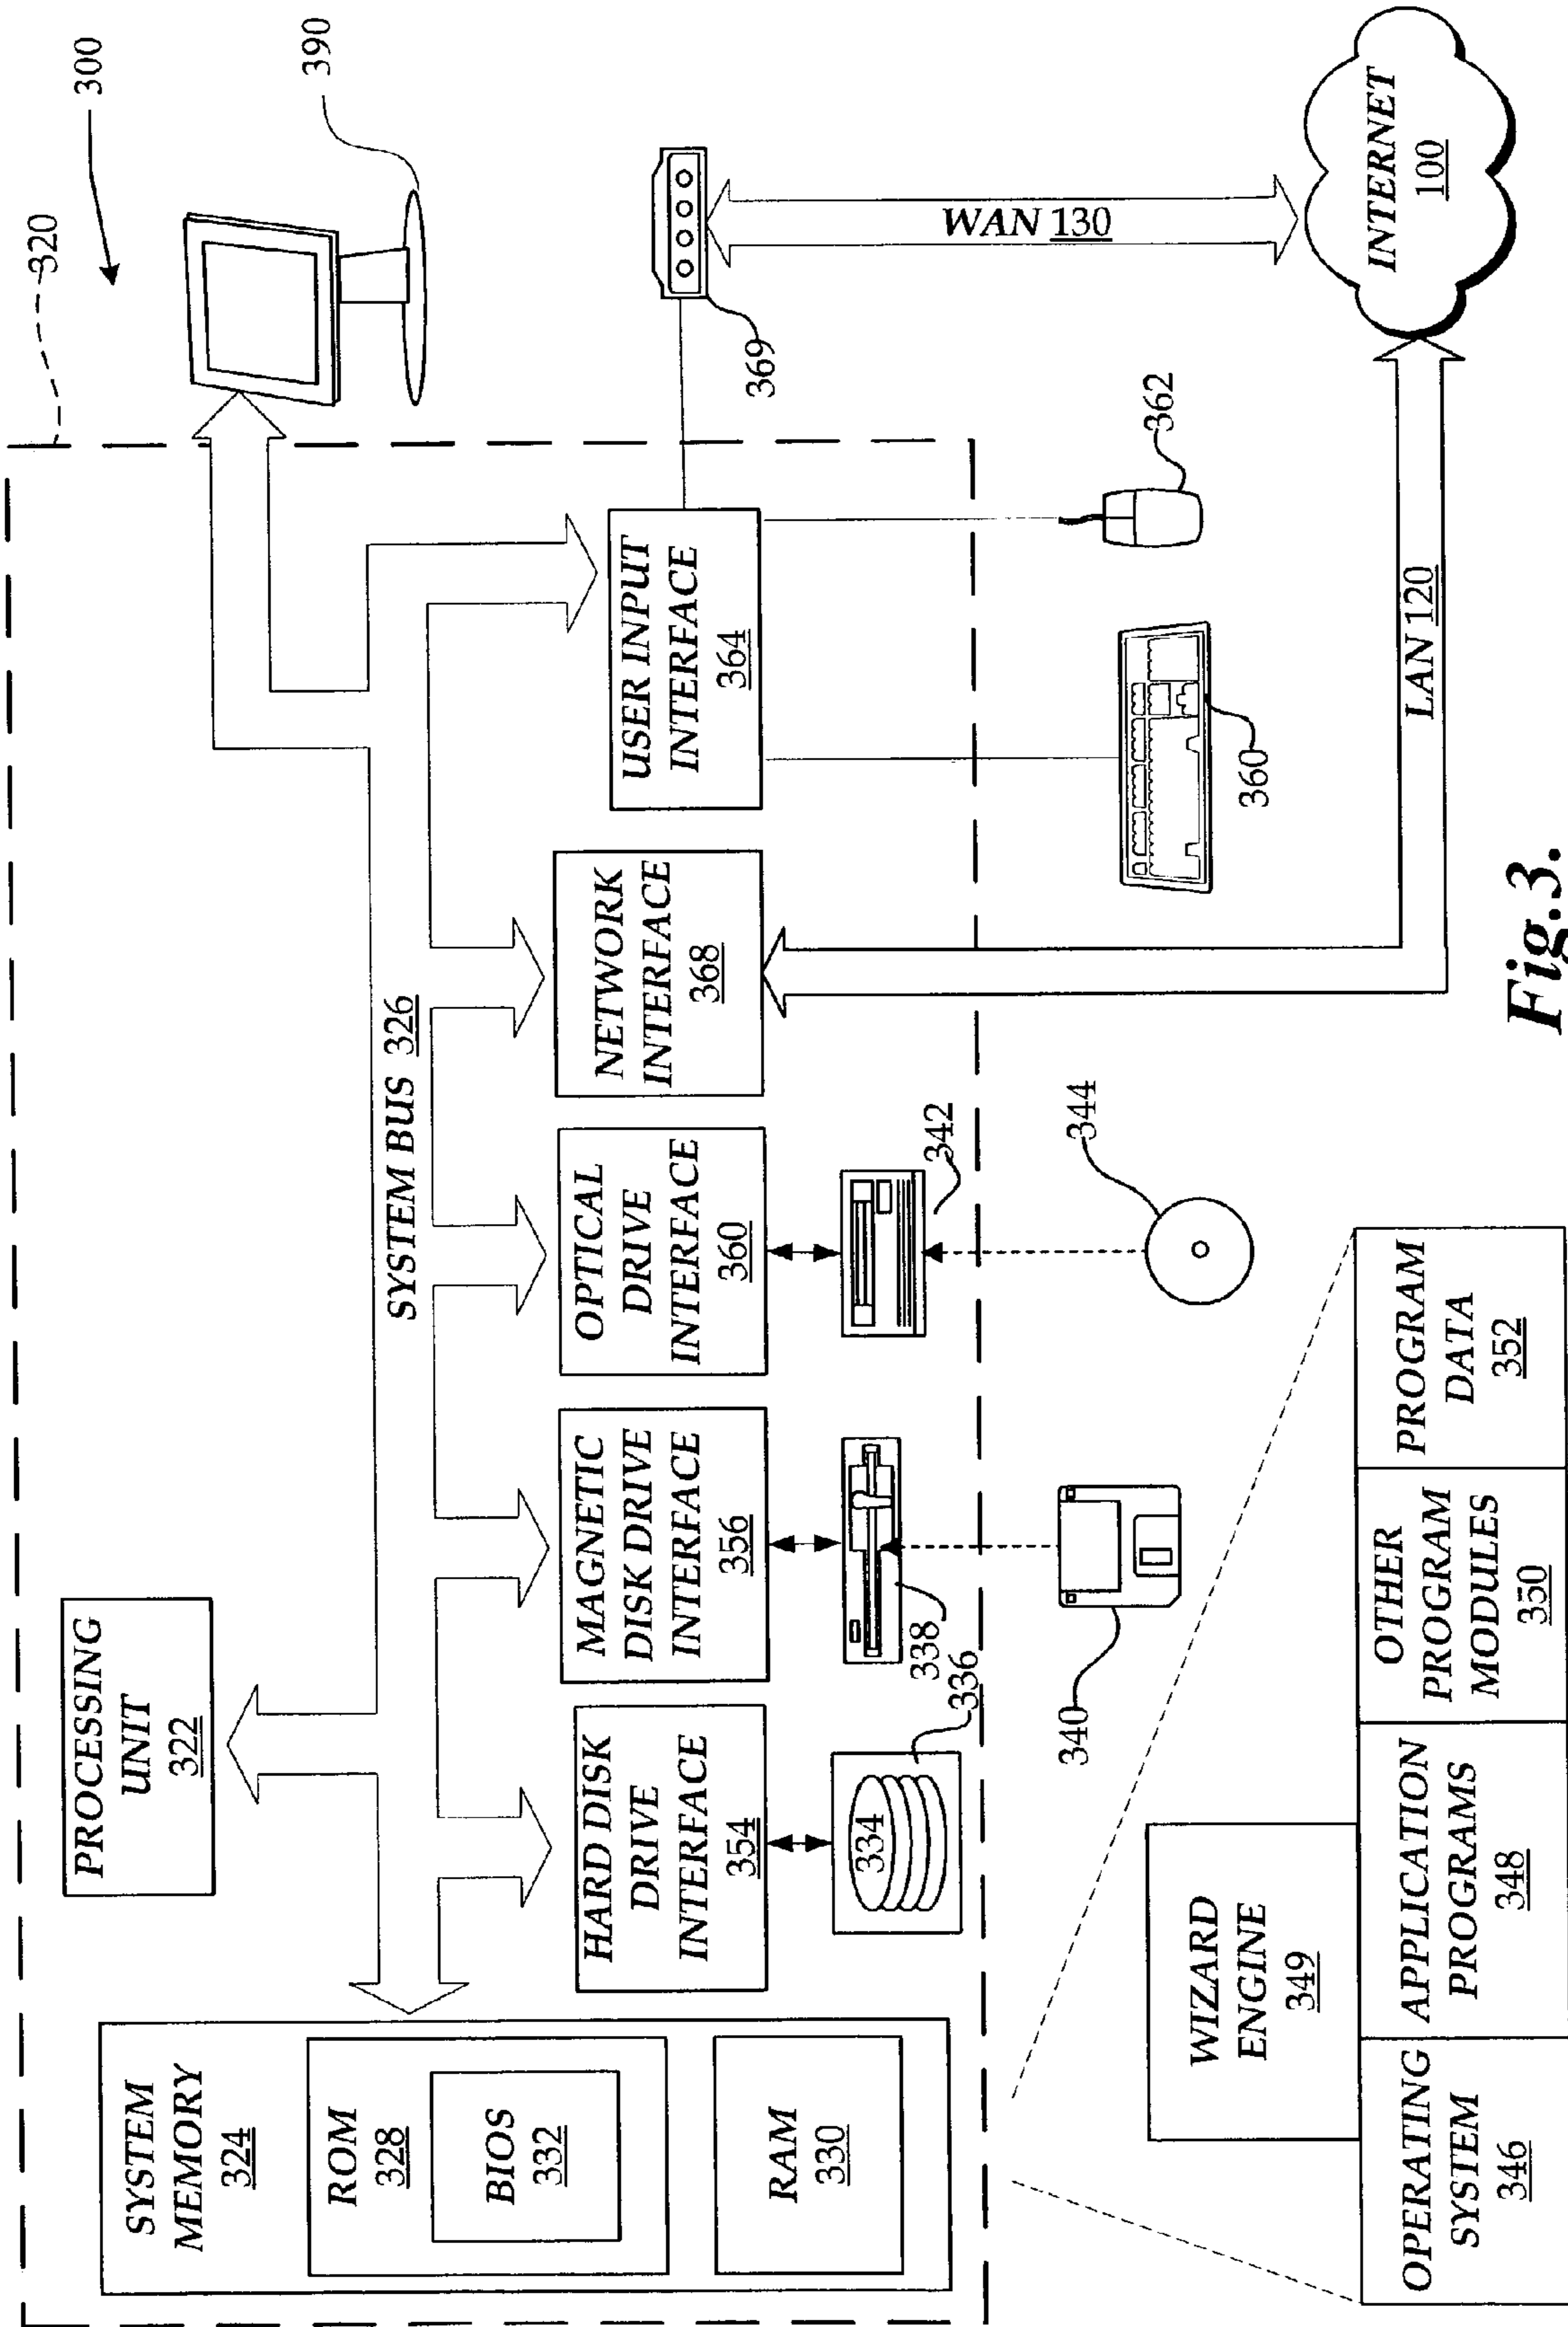 300
320
390
PROCESSING
UNIT
322
SYSTEM
MEMORY
324
ROM
328
BIOS
332
RAM
330
SYSTEM BUS 326
HARD DISK
DRIVE
INTERFACE
354
MAGNETIC
DISK DRIVE
INTERFACE
356
OPTICAL
DRIVE
INTERFACE
360
NETWORK
INTERFACE
368
USER INPUT
INTERFACE
364
369
334
336
338
342
340
344
360
362
WAN 130
INTERNET
100
LAN 120
WIZARD
ENGINE
349
OPERATING
SYSTEM
346
APPLICATION
PROGRAMS
348
OTHER
PROGRAM
MODULES
350
PROGRAM
DATA
352
Fig.3.